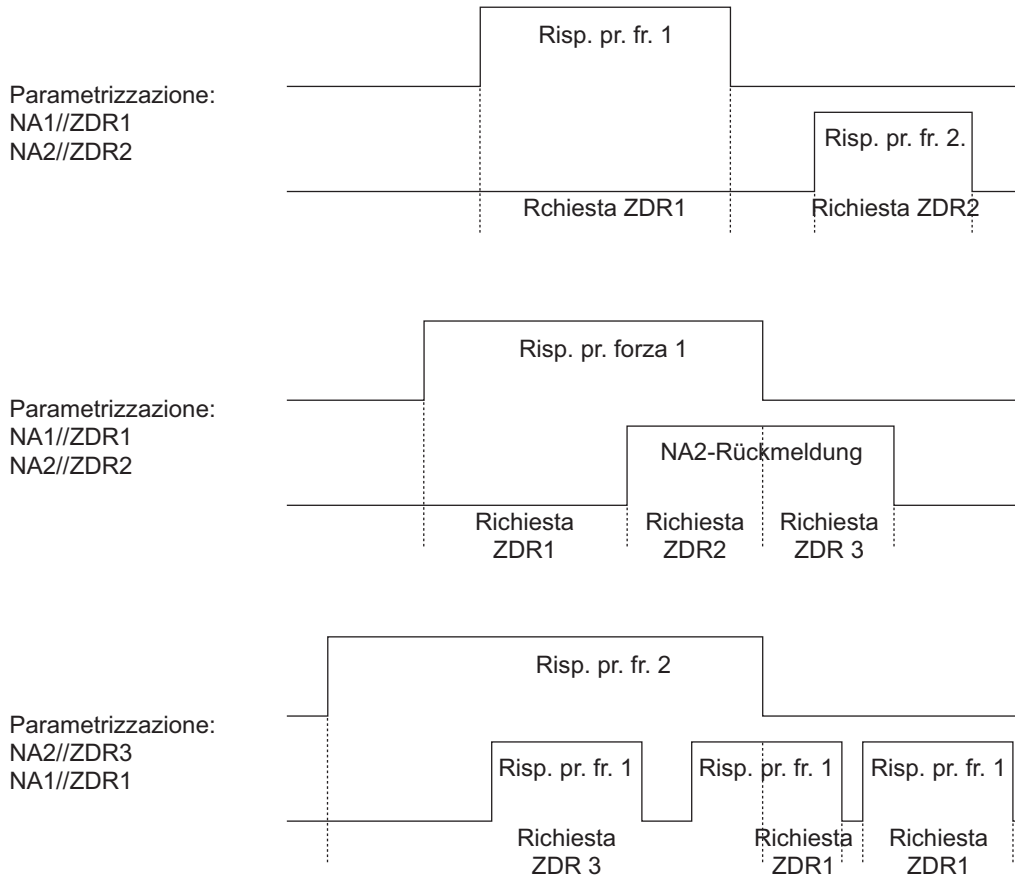 Risp. pr. fr. 1
Parametrizzazione:
NA1//ZDR1
NA2//ZDR2
Risp. pr. fr. 2.
Rchiesta ZDR1
Richiesta ZDR2
Risp. pr. forza 1
Parametrizzazione:
NA1//ZDR1
NA2//ZDR2
NA2-Rückmeldung
Richiesta
ZDR1
Richiesta
ZDR2
Richiesta
ZDR 3
Risp. pr. fr. 2
Parametrizzazione:
NA2//ZDR3
NA1//ZDR1
Risp. pr. fr. 1
Risp. pr. fr. 1
Risp. pr. fr. 1
Richiesta
ZDR 3
Richiesta
ZDR1
Richiesta
ZDR1